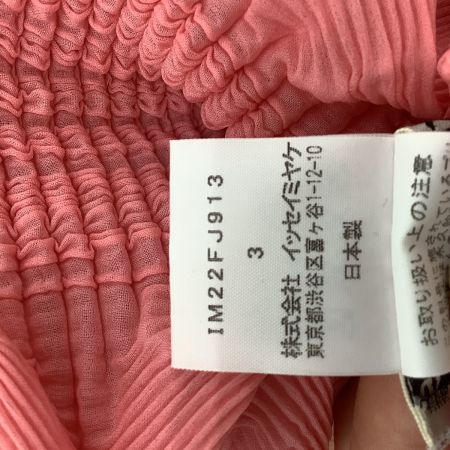 IM22FJ913
3
株式会社 イッセイミヤケ
東京都渋谷区富ヶ谷1-12-10
日本製
お取り扱い上の注意